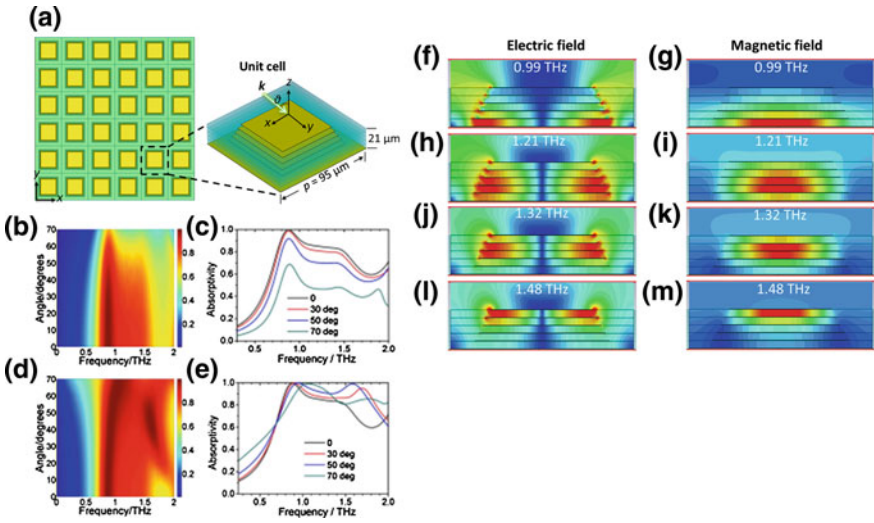 (a)
Unit cell
k
z
ϑ
x
y
21 μm
p = 95 μm
y
x
(b)
Angle/degrees
70
60
50
40
30
20
10
0
0
0.5
1
1.5
2
Frequency/THz
0.8
0.6
0.4
0.2
(c)
Absorptivity
1.0
0.8
0.6
0.4
0.2
0.0
0
30 deg
50 deg
70 deg
0.5
1.0
1.5
2.0
Frequency / THz
(d)
Angle/degrees
70
60
50
40
30
20
10
0
0
0.5
1
1.5
2
Frequency/THz
0.8
0.6
0.4
0.2
(e)
Absorptivity
1.0
0.8
0.6
0.4
0.2
0.0
0
30 deg
50 deg
70 deg
0.5
1.0
1.5
2.0
Frequency / THz
Electric field
Magnetic field
(f)
0.99 THz
(g)
0.99 THz
(h)
1.21 THz
(i)
1.21 THz
(j)
1.32 THz
(k)
1.32 THz
(l)
1.48 THz
(m)
1.48 THz